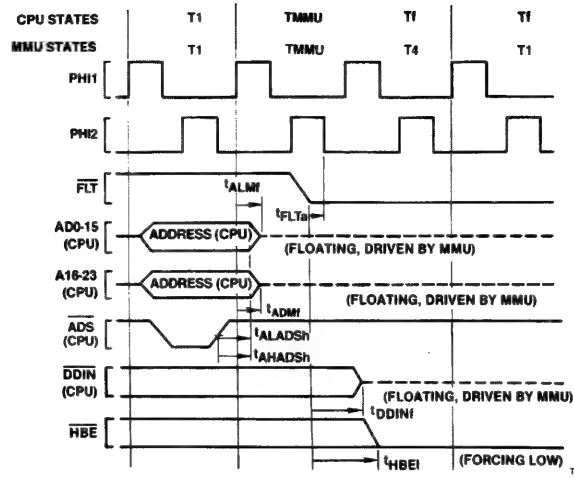 CPU STATES T1 TMMU Tf Tf
MMU STATES T1 TMMU T4 T1
PHI1
PHI2
FLT
tALMf
tFLTa
AD0-15
(CPU)
ADDRESS (CPU)
(FLOATING, DRIVEN BY MMU)
A16-23
(CPU)
ADDRESS (CPU)
(FLOATING, DRIVEN BY MMU)
tADMf
ADS
(CPU)
tALADSh
tAHADSh
DDIN
(CPU)
(FLOATING, DRIVEN BY MMU)
tDDINf
HBE
tHBEl
(FORCING LOW)